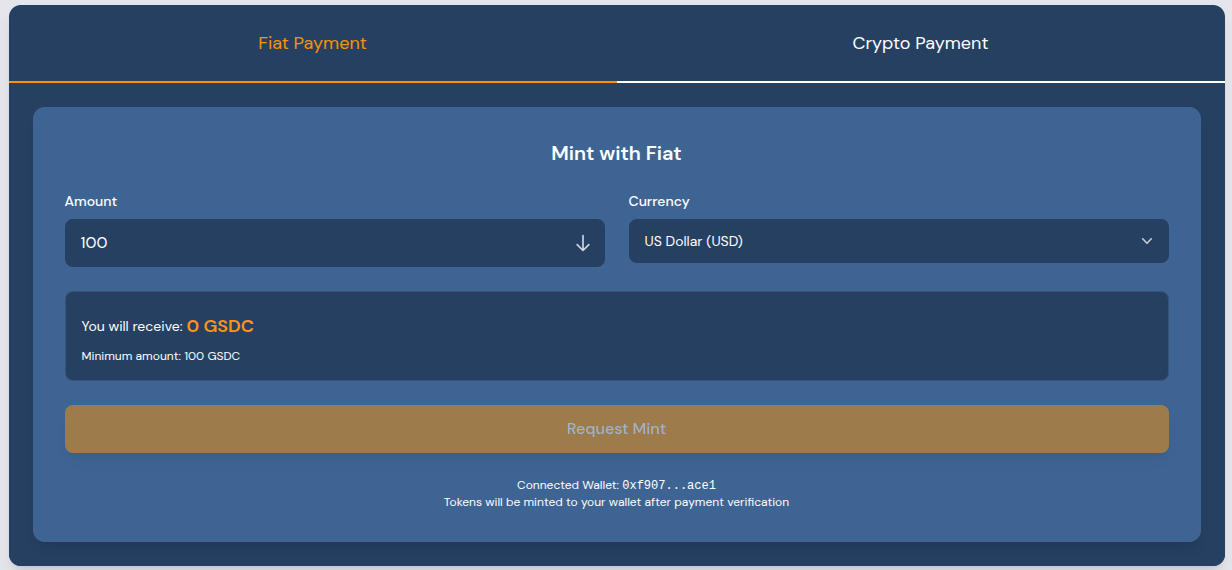 Fiat Payment
Crypto Payment
Mint with Fiat
Amount
Currency
100
US Dollar (USD)
You will receive: 0 GSDC
Minimum amount: 100 GSDC
Request Mint
Connected Wallet: 0xf907...ace1
Tokens will be minted to your wallet after payment verification